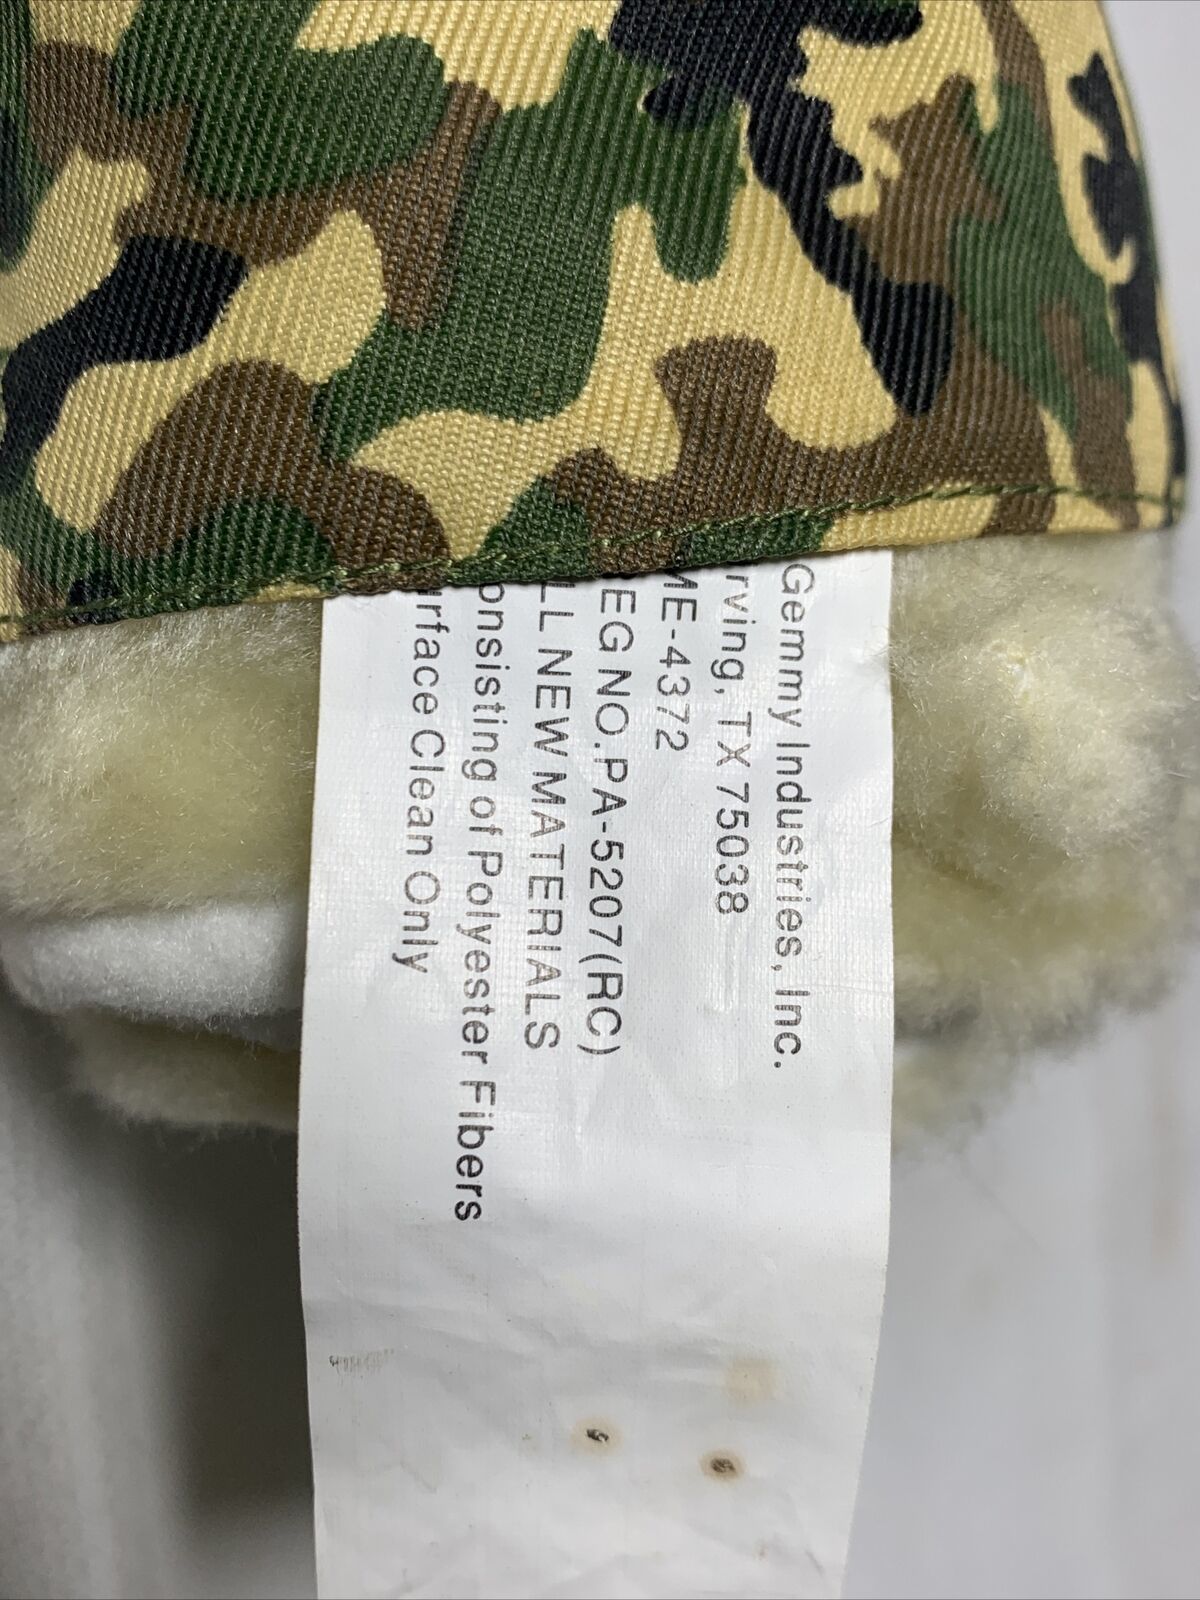 Gemmy Industries, Inc.
rving, TX 75038
ME-4372
EG NO.PA-5207(RC)
LL NEW MATERIALS
onsisting of Polyester Fibers
urface Clean Only